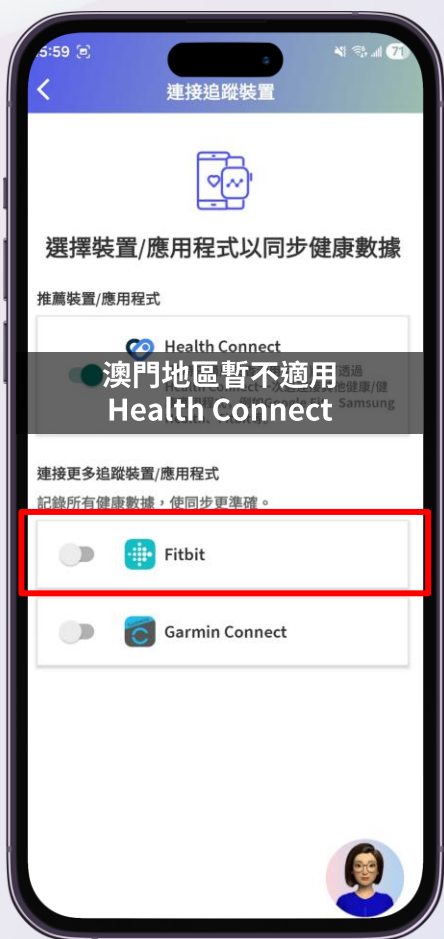 5:59
71
連接追蹤裝置
選擇裝置/應用程式以同步健康數據
推薦裝置/應用程式
Health Connect
透過
澳門地區暫不適用
Health Connect
Samsung
連接更多追蹤裝置/應用程式
記錄所有健康數據，使同步更準確。
Fitbit
Garmin Connect